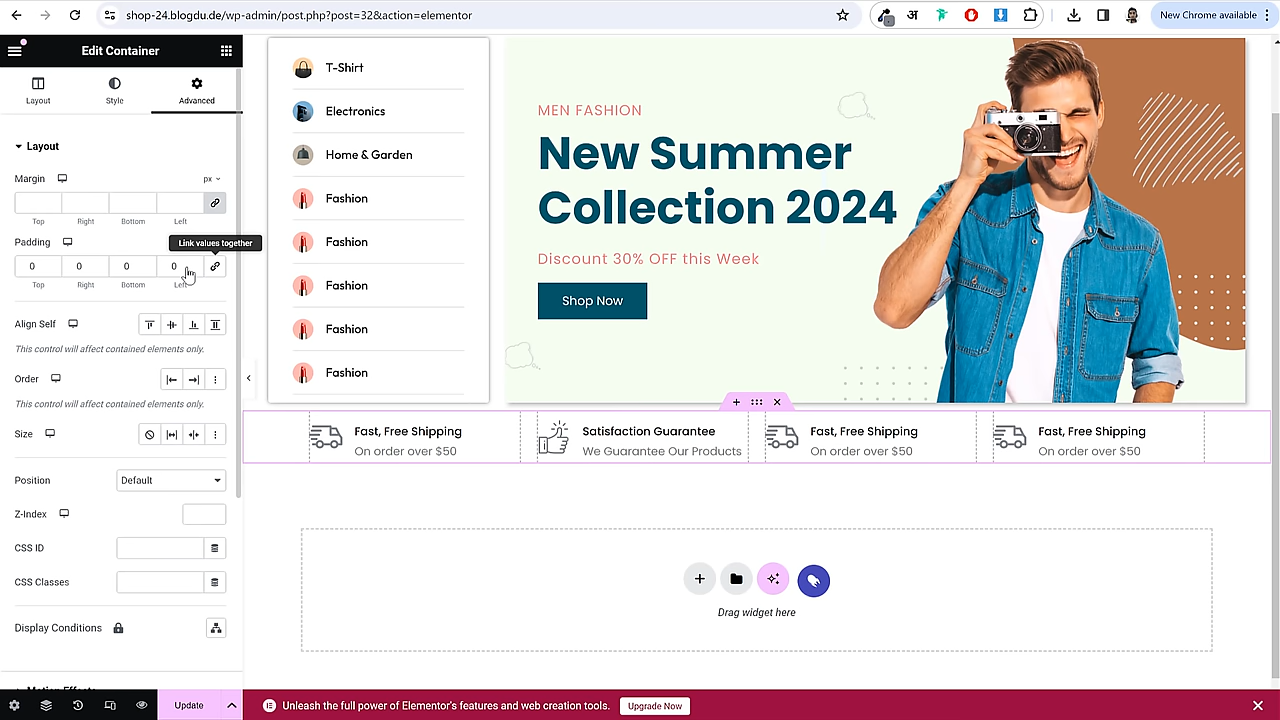 shop-24.blogdu.de/wp-admin/post.php?post=32&action=elementor
अ
New Chrome available
Edit Container
Layout
Style
Advanced
Layout
Margin
px
Top
Right
Bottom
Left
Padding
Link values together
0
0
0
0
Top
Right
Bottom
Left
Align Self
This control will affect contained elements only.
Order
This control will affect contained elements only.
Size
Position
Default
Z-Index
CSS ID
CSS Classes
Display Conditions
Motion Effects
Update
T-Shirt
Electronics
Home & Garden
Fashion
Fashion
Fashion
Fashion
Fashion
MEN FASHION
New Summer
Collection 2024
Discount 30% OFF this Week
Shop Now
Fast, Free Shipping
On order over $50
Satisfaction Guarantee
We Guarantee Our Products
Fast, Free Shipping
On order over $50
Fast, Free Shipping
On order over $50
Drag widget here
Unleash the full power of Elementor's features and web creation tools.
Upgrade Now